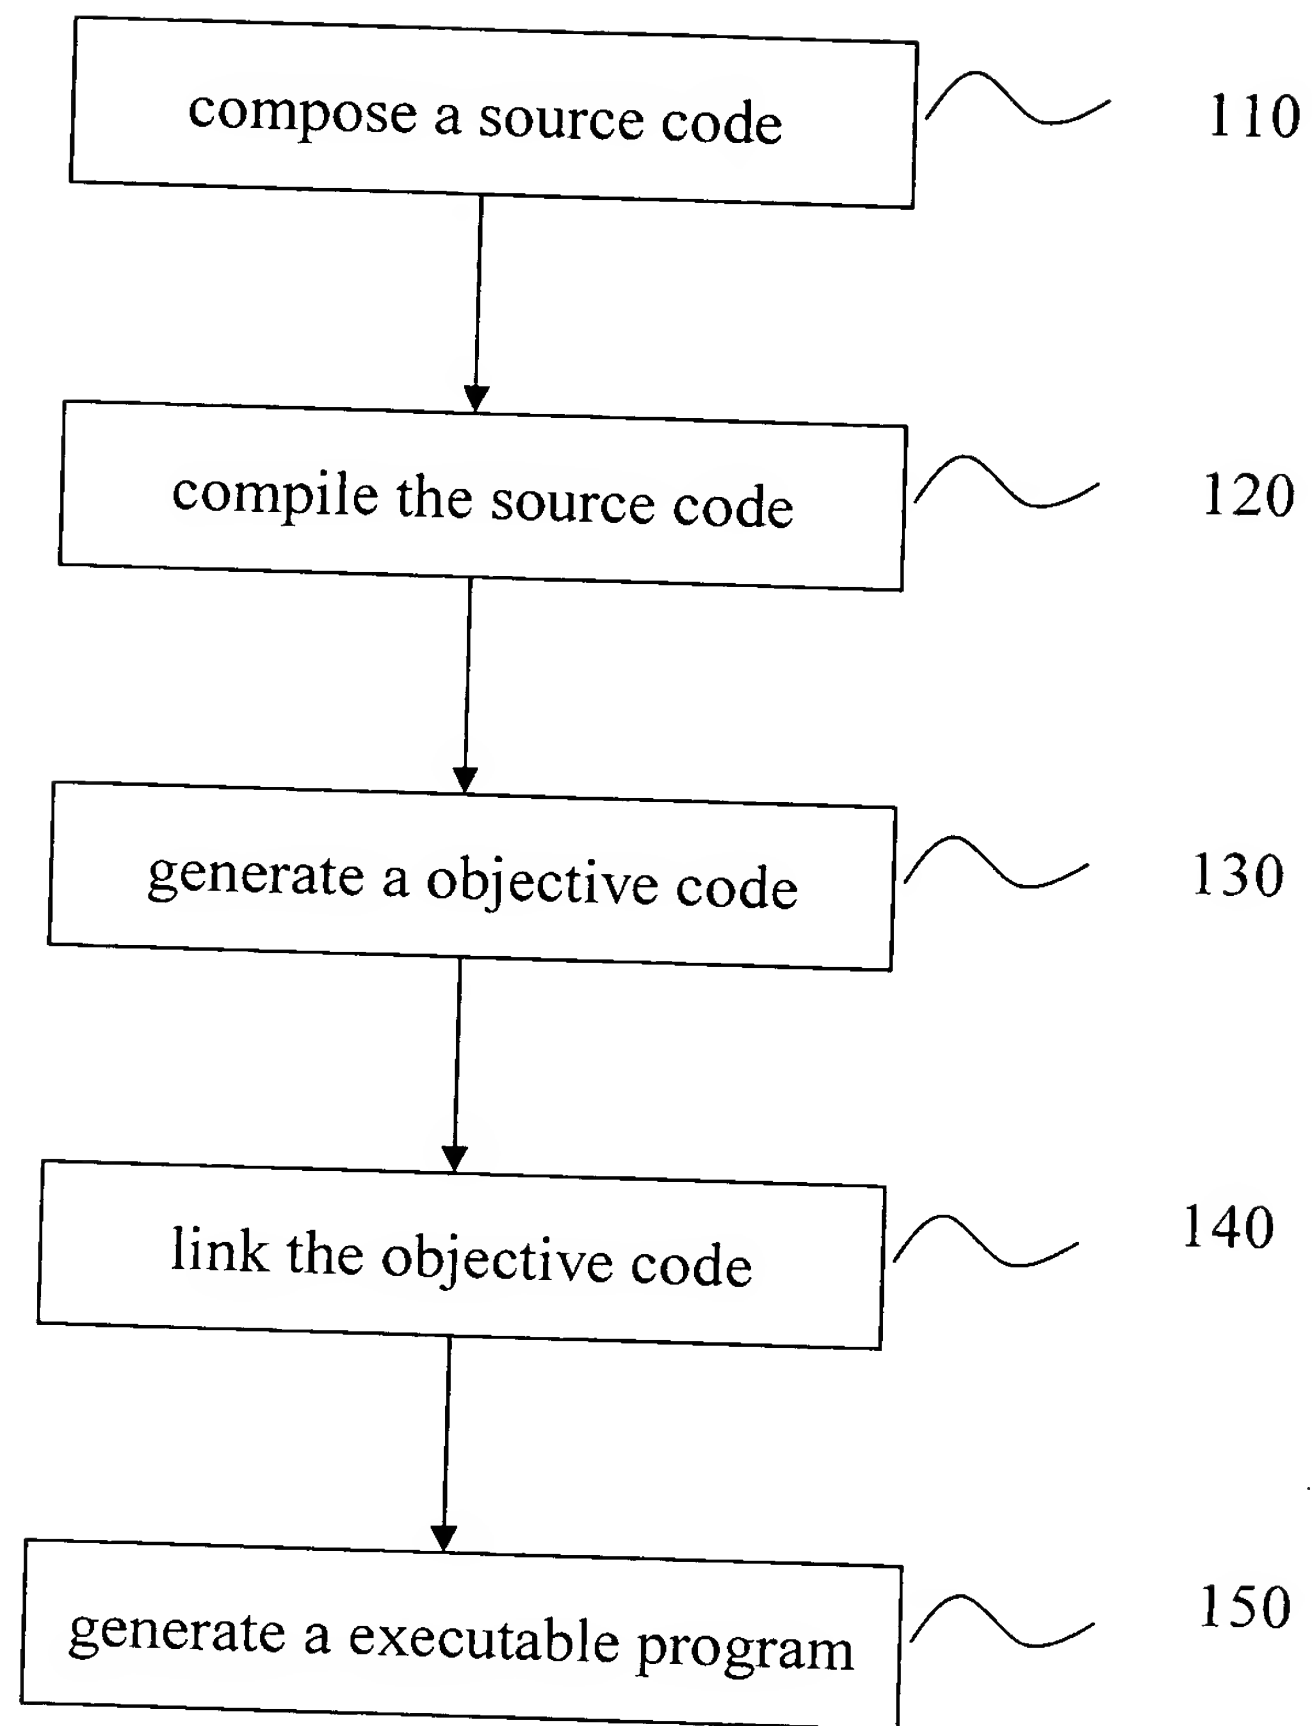 compose a source code 110
compile the source code 120
generate a objective code 130
link the objective code 140
generate a executable program 150